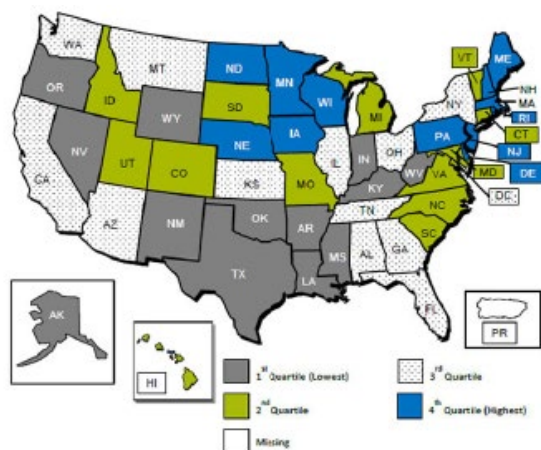 WA
MT
ND
MN
ME
VT
NH
OR
ID
SD
WI
MI
NY
MA
RI
WY
CT
NV
NE
IA
PA
NJ
UT
CO
IL
IN
OH
MD
DE
CA
KS
MO
KY
WV
VA
DC
AZ
NM
OK
AR
TN
NC
SC
TX
LA
MS
AL
GA
FL
AK
HI
PR
1st Quartile (Lowest)
3rd Quartile
2nd Quartile
4th Quartile (Highest)
Missing